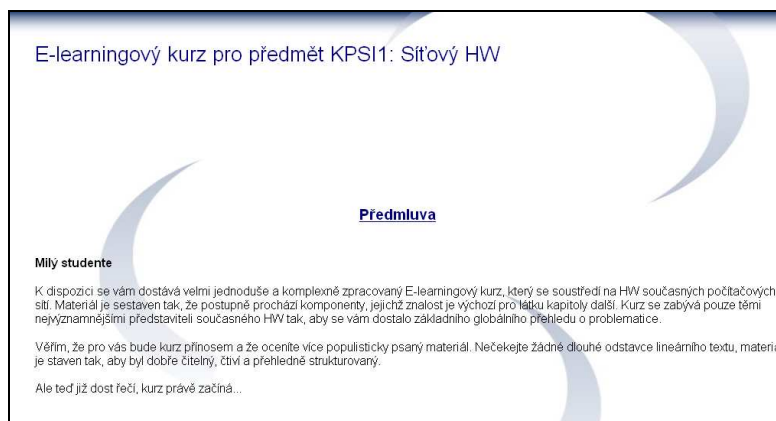 E-learningový kurz pro předmět KPSI1: Síťový HW
Předmluva
Milý studente
K dispozici se vám dostává velmi jednoduše a komplexně zpracovaný E-learningový kurz, který se soustředí na HW současných počítačových
sítí. Materiál je sestaven tak, že postupně prochází komponenty, jejichž znalost je výchozí pro látku kapitoly další. Kurz se zabývá pouze těmi
nejvýznamnějšími představiteli současného HW tak, aby se vám dostalo základního globálního přehledu o problematice.
Věřím, že pro vás bude kurz přínosem a že oceníte více populisticky psaný materiál. Nečekejte žádné dlouhé odstavce lineárního textu, materiá
je staven tak, aby byl dobře čitelný, čtiví a přehledně strukturovaný.
Ale teď již dost řečí, kurz právě začíná...